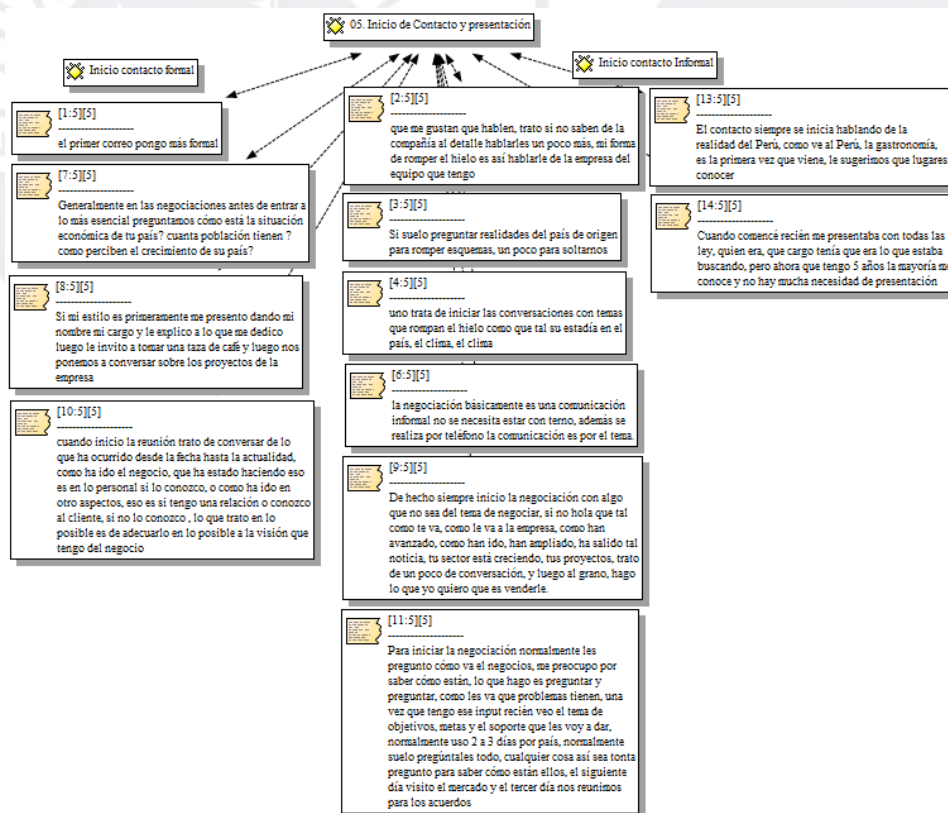 05. Inicio de Contacto y presentación
Inicio contacto formal
Inicio contacto Informal
[1:5][5]
--------------------
el primer correo pongo más formal
[7:5][5]
--------------------
Generalmente en las negociaciones antes de entrar a
lo más esencial preguntamos cómo está la situación
económica de tu país? cuanta población tienen ?
como perciben el crecimiento de su país?
[8:5][5]
--------------------
Si mi estilo es primeramente me presento dando mi
nombre mi cargo y le explico a lo que me dedico
luego le invito a tomar una taza de café y luego nos
ponemos a conversar sobre los proyectos de la
empresa
[10:5][5]
--------------------
cuando inicio la reunión trato de conversar de lo
que ha ocurrido desde la fecha hasta la actualidad,
como ha ido el negocio, que ha estado haciendo eso
es en lo personal si lo conozco, o como ha ido en
otro aspectos, eso es si tengo una relación o conozco
al cliente, si no lo conozco , lo que trato en lo
posible es de adecuarlo en lo posible a la visión que
tengo del negocio
[2:5][5]
--------------------
que me gustan que hablen, trato si no saben de la
compañía al detalle hablarles un poco más, mi forma
de romper el hielo es así hablarle de la empresa del
equipo que tengo
[3:5][5]
--------------------
Si suelo preguntar realidades del país de origen
para romper esquemas, un poco para soltarnos
[4:5][5]
--------------------
uno trata de iniciar las conversaciones con temas
que rompan el hielo como que tal su estadía en el
país, el clima, el clima
[6:5][5]
--------------------
la negociación básicamente es una comunicación
informal no se necesita estar con terno, además se
realiza por teléfono la comunicación es por el tema.
[9:5][5]
--------------------
De hecho siempre inicio la negociación con algo
que no sea del tema de negociar, si no hola que tal
como te va, como le va a la empresa, como han
avanzado, como han ido, han ampliado, ha salido tal
noticia, tu sector está creciendo, tus proyectos, trato
de un poco de conversación, y luego al grano, hago
lo que yo quiero que es venderle.
[11:5][5]
--------------------
Para iniciar la negociación normalmente les
pregunto cómo va el negocios, me preocupo por
saber cómo están, lo que hago es preguntar y
preguntar, como les va que problemas tienen, una
vez que tengo ese input recién veo el tema de
objetivos, metas y el soporte que les voy a dar,
normalmente uso 2 a 3 días por país, normalmente
suelo pregúntales todo, cualquier cosa así sea tonta
pregunto para saber cómo están ellos, el siguiente
día visito el mercado y el tercer día nos reunimos
para los acuerdos
[13:5][5]
--------------------
El contacto siempre se inicia hablando de la
realidad del Perú, como ve al Perú, la gastronomía,
es la primera vez que viene, le sugerimos que lugares
conocer
[14:5][5]
--------------------
Cuando comencé recién me presentaba con todas las
ley, quien era, que cargo tenía que era lo que estaba
buscando, pero ahora que tengo 5 años la mayoría
conoce y no hay mucha necesidad de presentación